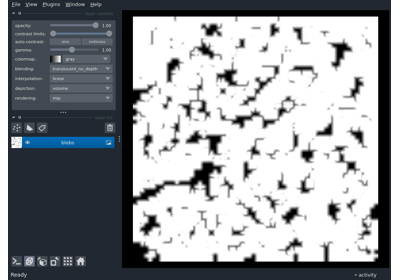 File View Plugins Window Help
opacity: 1.00
contrast limits:
auto-contrast: once continuous
gamma: 1.00
colormap: gray
blending: translucent_no_depth
interpolation: linear
depiction: volume
rendering: mip
blobs
Ready
activity